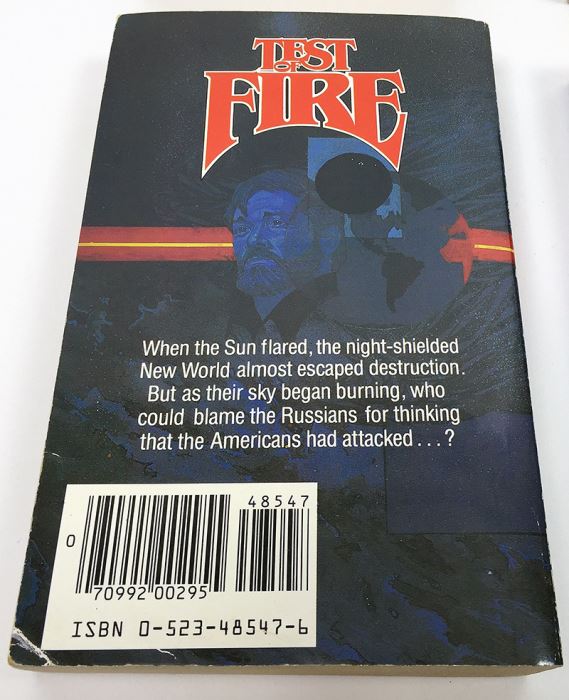 TEST
OF
FIRE
When the Sun flared, the night-shielded
New World almost escaped destruction.
But as their sky began burning, who
could blame the Russians for thinking
that the Americans had attacked...?
48547
0
70992 00295
ISBN 0-523-48547-6